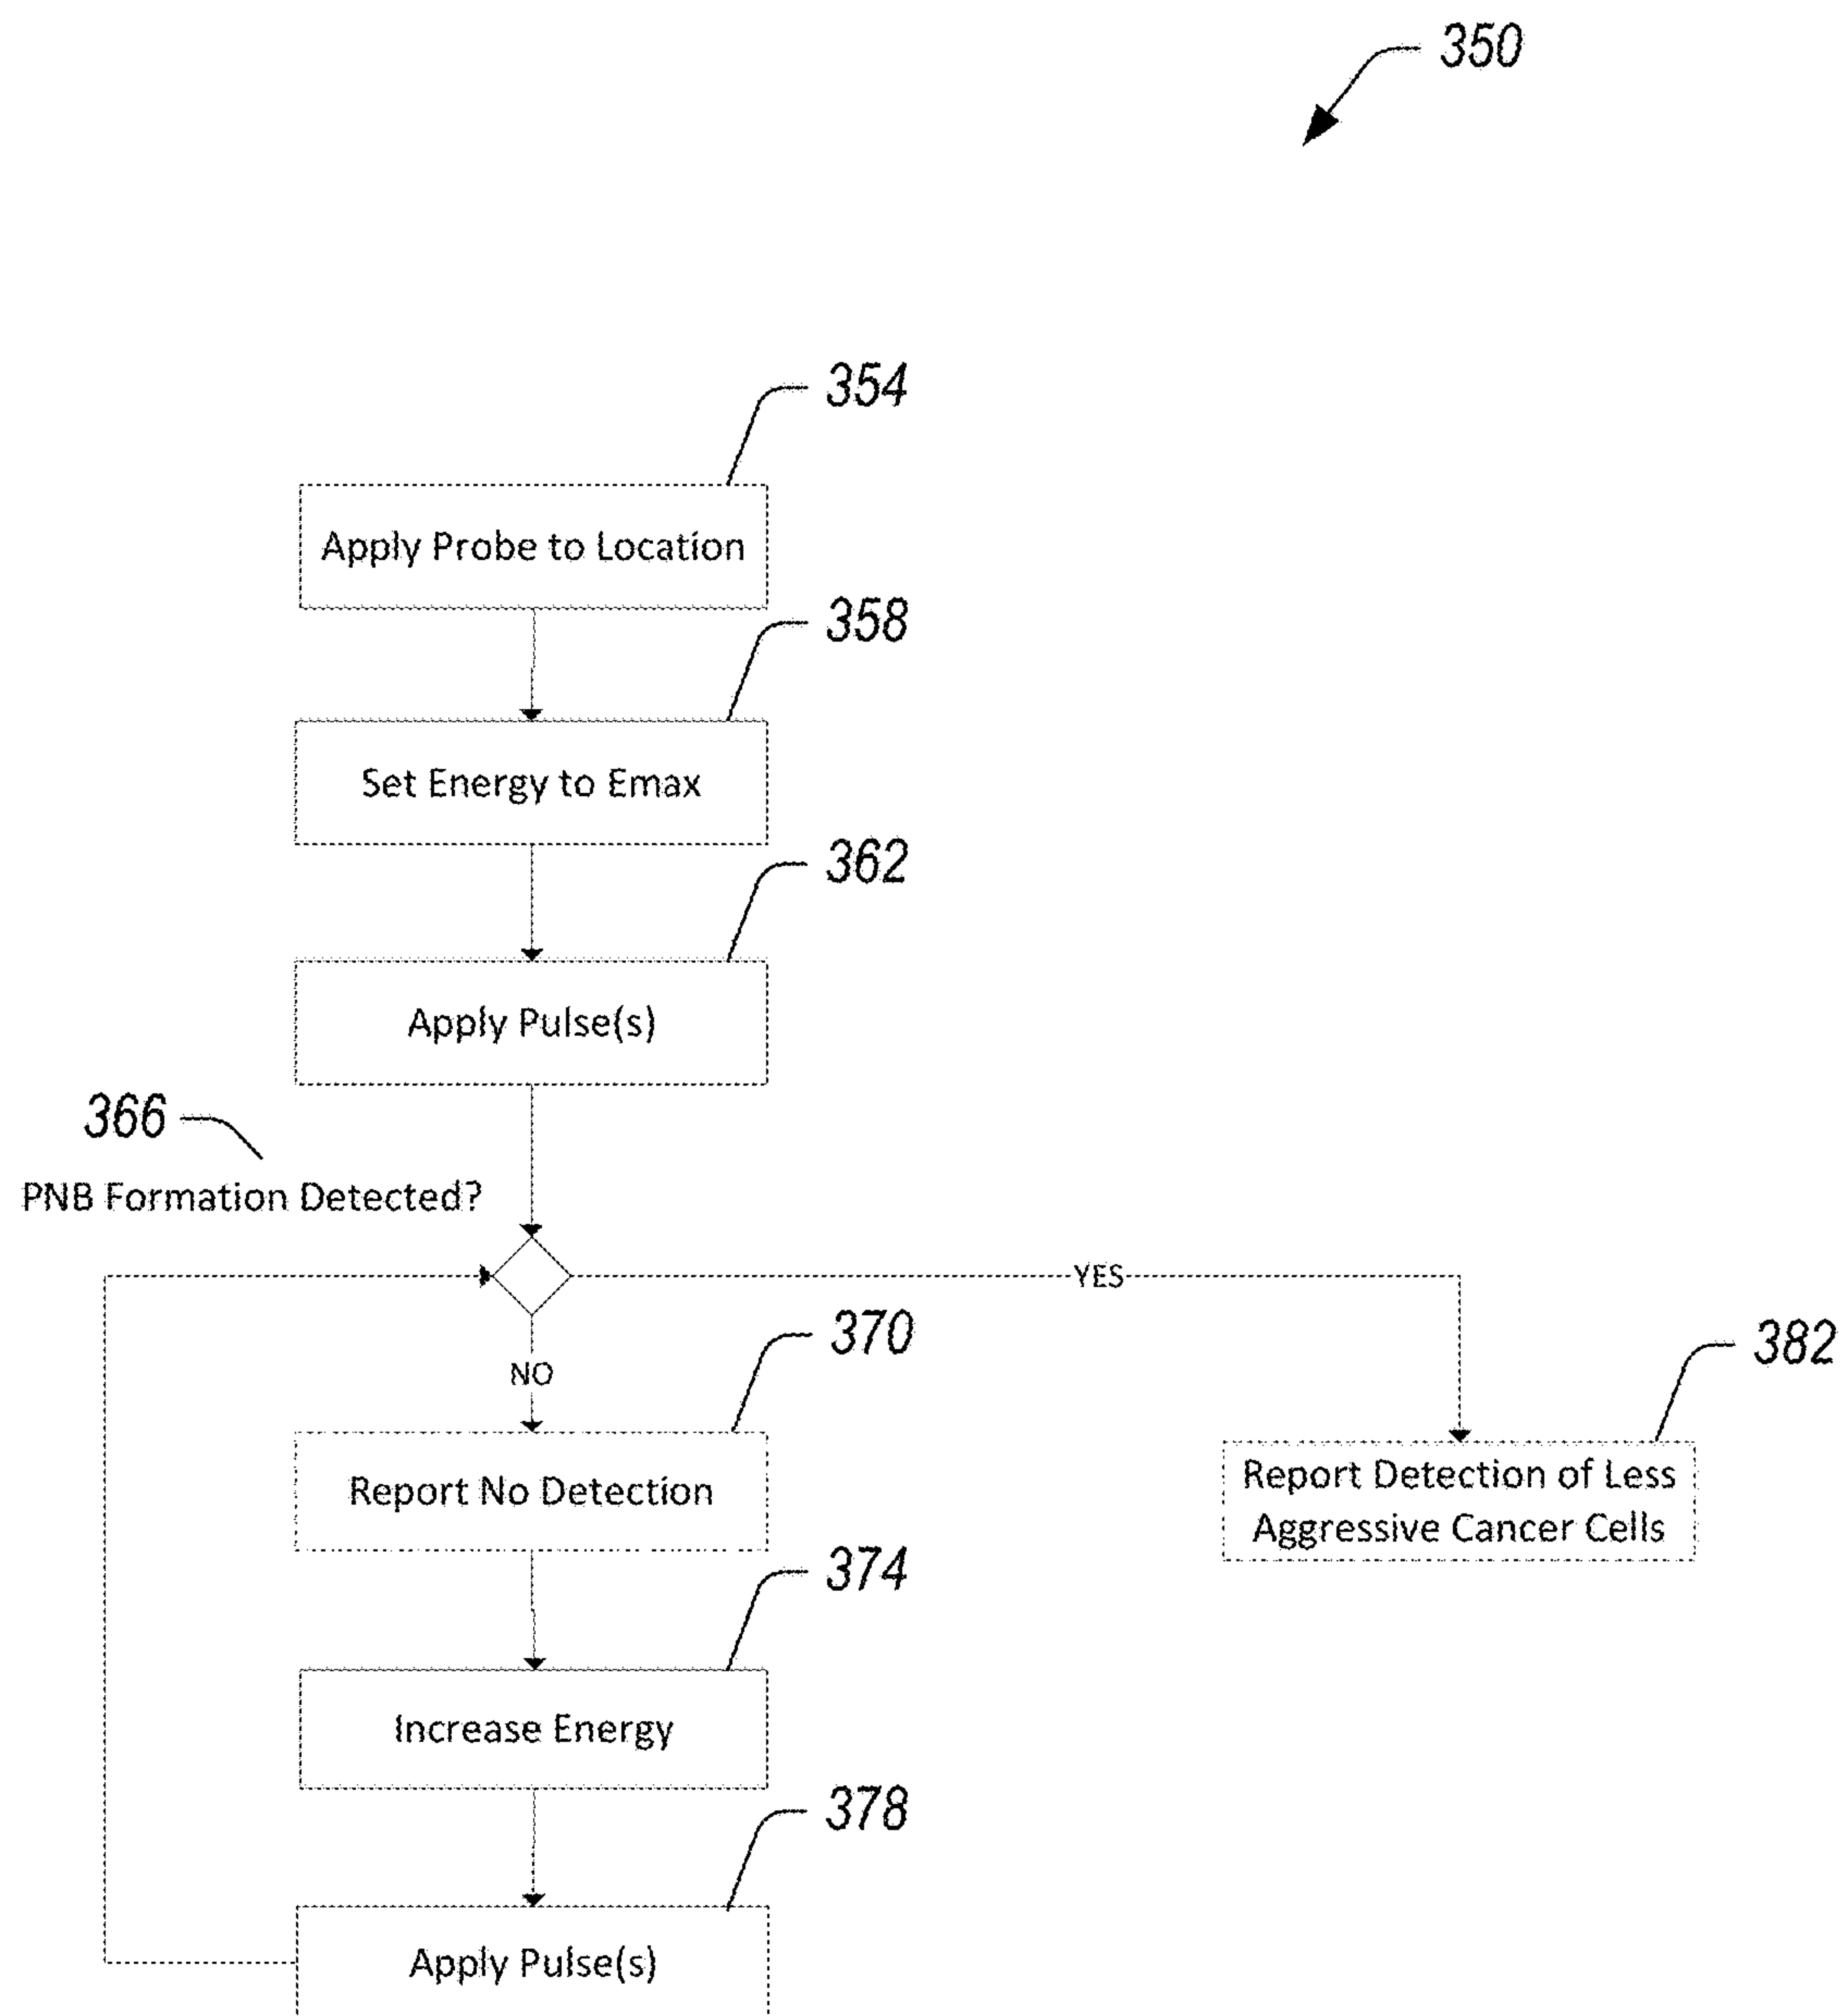 350
354
Apply Probe to Location
358
Set Energy to Emax
362
Apply Pulse(s)
366
PNB Formation Detected?
YES
NO
370
Report No Detection
382
Report Detection of Less
Aggressive Cancer Cells
374
Increase Energy
378
Apply Pulse(s)